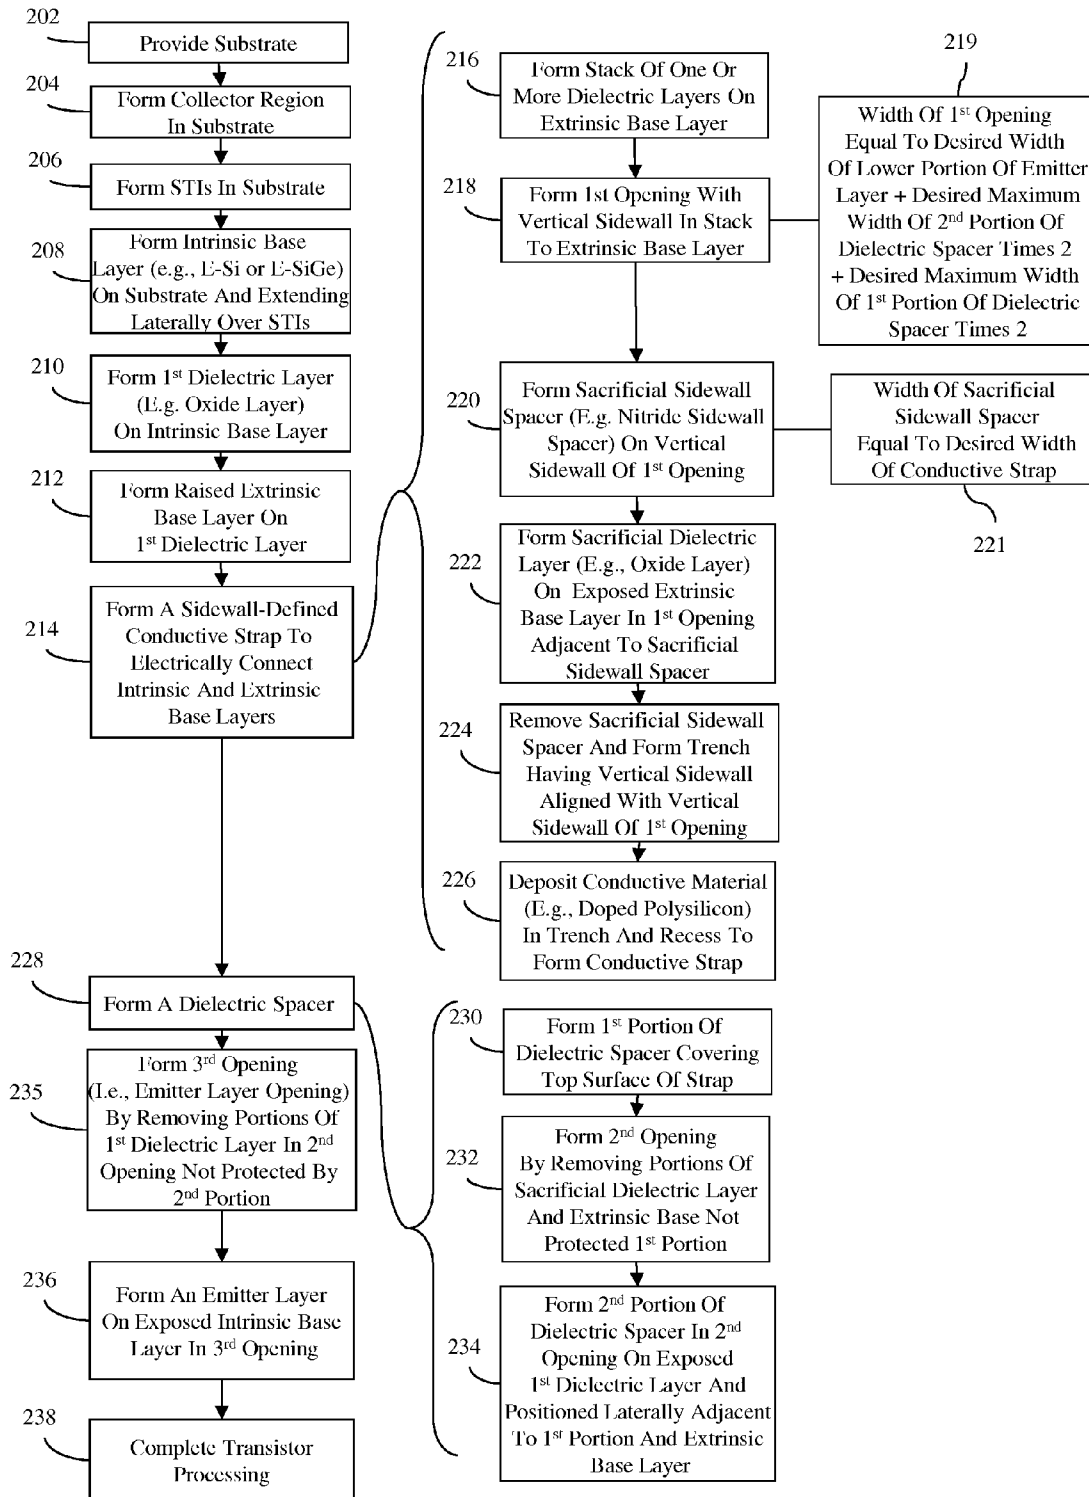 202
Provide Substrate
204
Form Collector Region
In Substrate
206
Form STIs In Substrate
208
Form Intrinsic Base
Layer (e.g., E-Si or E-SiGe)
On Substrate And Extending
Laterally Over STIs
210
Form 1st Dielectric Layer
(E.g. Oxide Layer)
On Intrinsic Base Layer
212
Form Raised Extrinsic
Base Layer On
1st Dielectric Layer
214
Form A Sidewall-Defined
Conductive Strap To
Electrically Connect
Intrinsic And Extrinsic
Base Layers
216
Form Stack Of One Or
More Dielectric Layers On
Extrinsic Base Layer
218
Form 1st Opening With
Vertical Sidewall In Stack
To Extrinsic Base Layer
219
Width Of 1st Opening
Equal To Desired Width
Of Lower Portion Of Emitter
Layer + Desired Maximum
Width Of 2nd Portion Of
Dielectric Spacer Times 2
+ Desired Maximum Width
Of 1st Portion Of Dielectric
Spacer Times 2
220
Form Sacrificial Sidewall
Spacer (E.g. Nitride Sidewall
Spacer) On Vertical
Sidewall Of 1st Opening
Width Of Sacrificial
Sidewall Spacer
Equal To Desired Width
Of Conductive Strap
221
222
Form Sacrificial Dielectric
Layer (E.g., Oxide Layer)
On Exposed Extrinsic
Base Layer In 1st Opening
Adjacent To Sacrificial
Sidewall Spacer
224
Remove Sacrificial Sidewall
Spacer And Form Trench
Having Vertical Sidewall
Aligned With Vertical
Sidewall Of 1st Opening
226
Deposit Conductive Material
(E.g., Doped Polysilicon)
In Trench And Recess To
Form Conductive Strap
228
Form A Dielectric Spacer
230
Form 1st Portion Of
Dielectric Spacer Covering
Top Surface Of Strap
232
Form 2nd Opening
By Removing Portions Of
Sacrificial Dielectric Layer
And Extrinsic Base Not
Protected 1st Portion
234
Form 2nd Portion Of
Dielectric Spacer In 2nd
Opening On Exposed
1st Dielectric Layer And
Positioned Laterally Adjacent
To 1st Portion And Extrinsic
Base Layer
235
Form 3rd Opening
(I.e., Emitter Layer Opening)
By Removing Portions Of
1st Dielectric Layer In 2nd
Opening Not Protected By
2nd Portion
236
Form An Emitter Layer
On Exposed Intrinsic Base
Layer In 3rd Opening
238
Complete Transistor
Processing